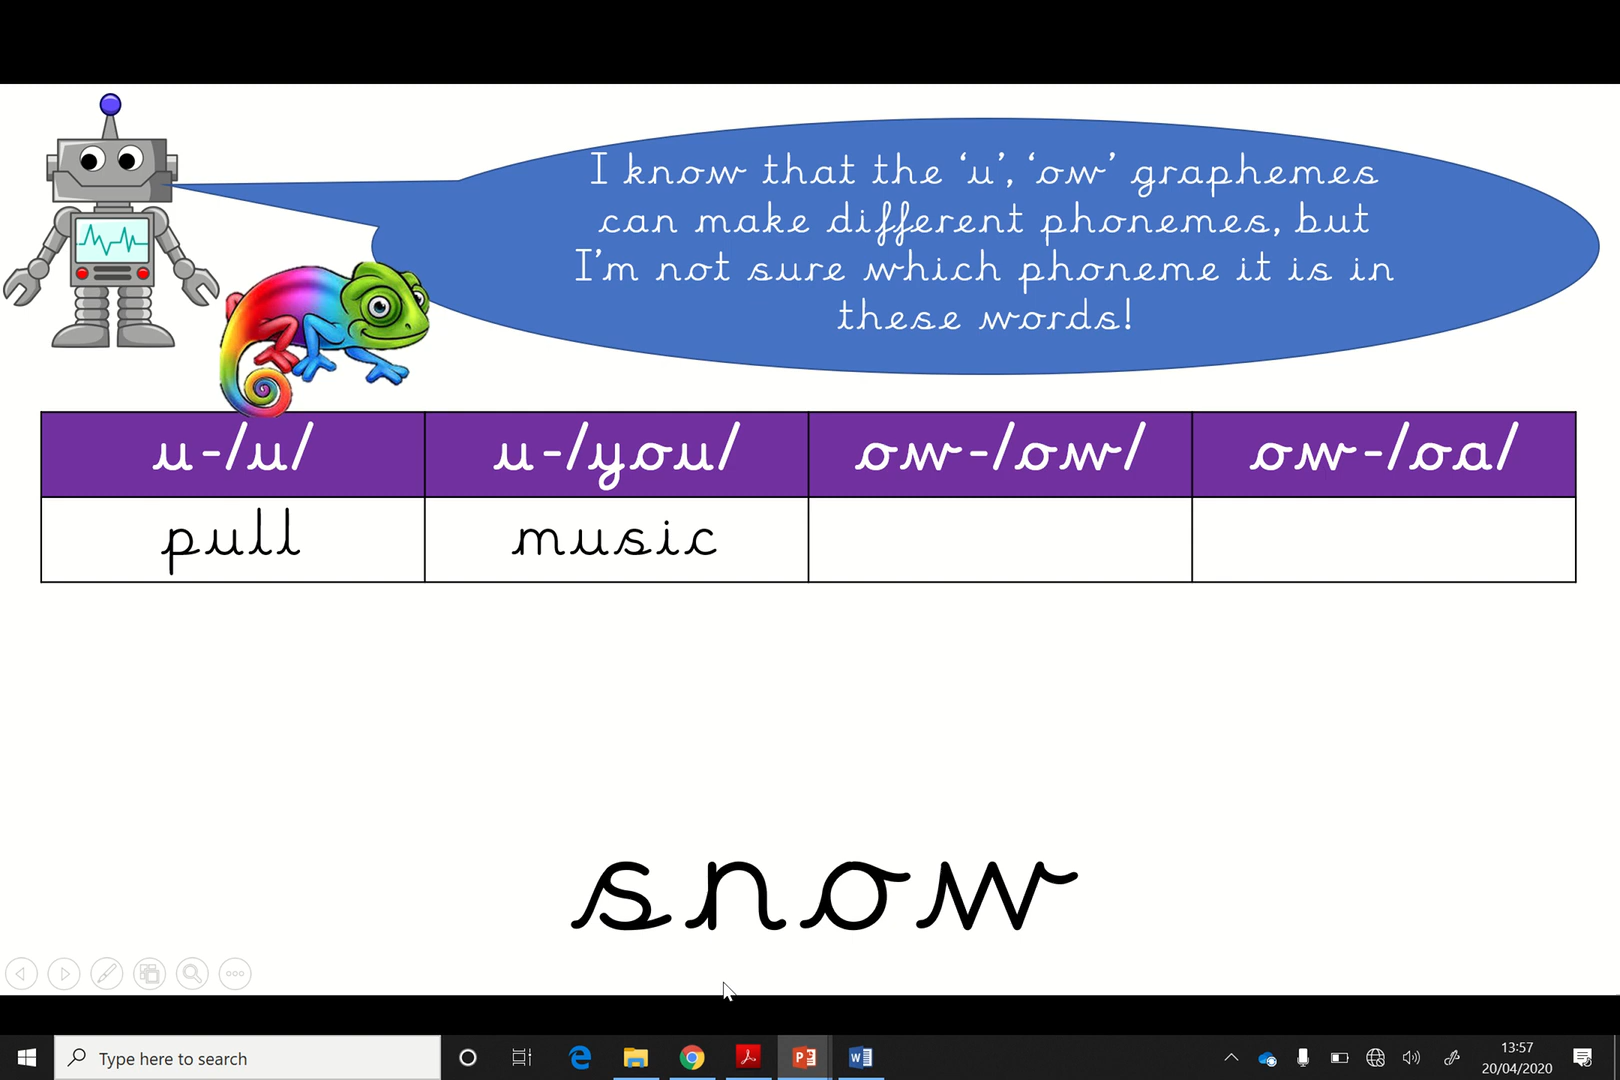 I know that the ‘u’, ‘ow’ graphemes
can make different phonemes, but
I’m not sure which phoneme it is in
these words!
u-/u/ u-/you/ ow-/ow/ ow-/oa/
pull music
snow
Type here to search
13:57
20/04/2020